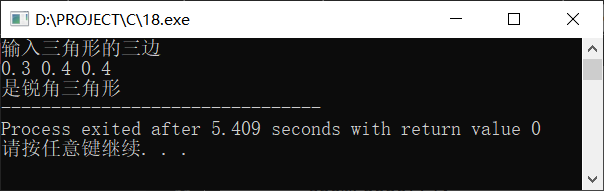 D:\PROJECT\C\18.exe
输入三角形的三边
0.3 0.4 0.4
是锐角三角形
--------------------------------
Process exited after 5.409 seconds with return value 0
请按任意键继续. . .